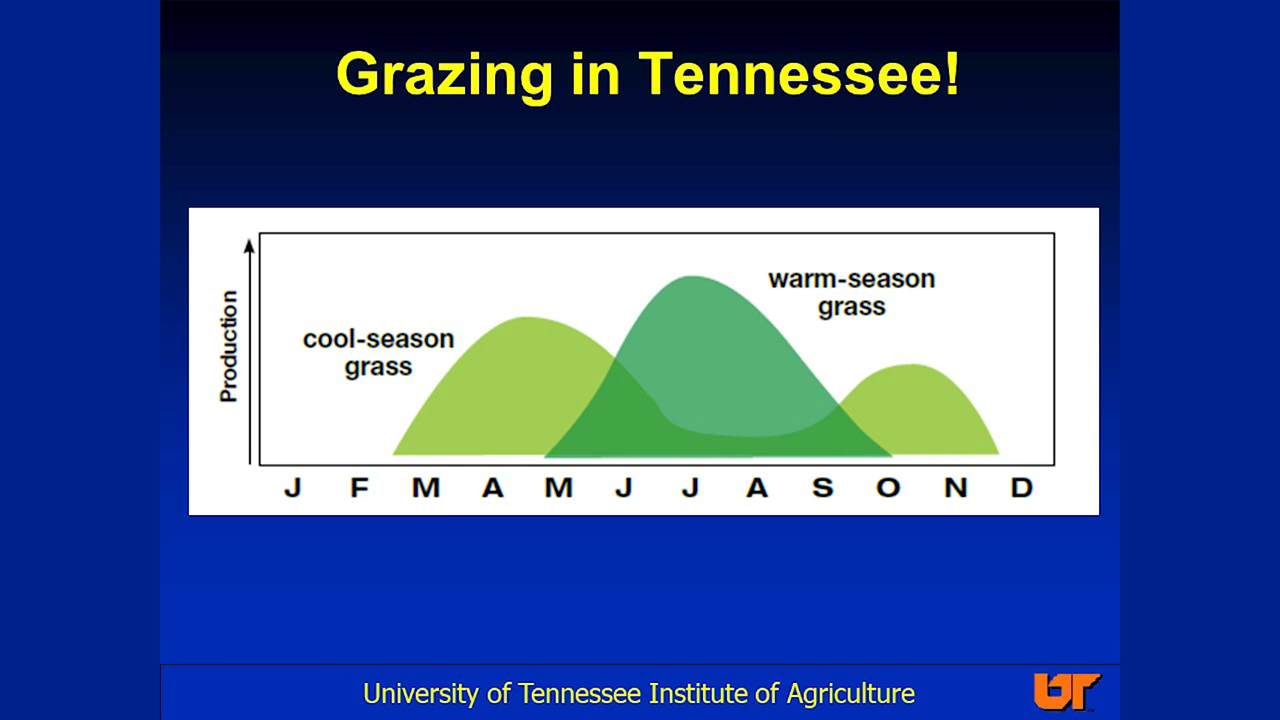 Grazing in Tennessee!
Production
cool-season
grass
warm-season
grass
J F M A M J J A S O N D
University of Tennessee Institute of Agriculture
UT